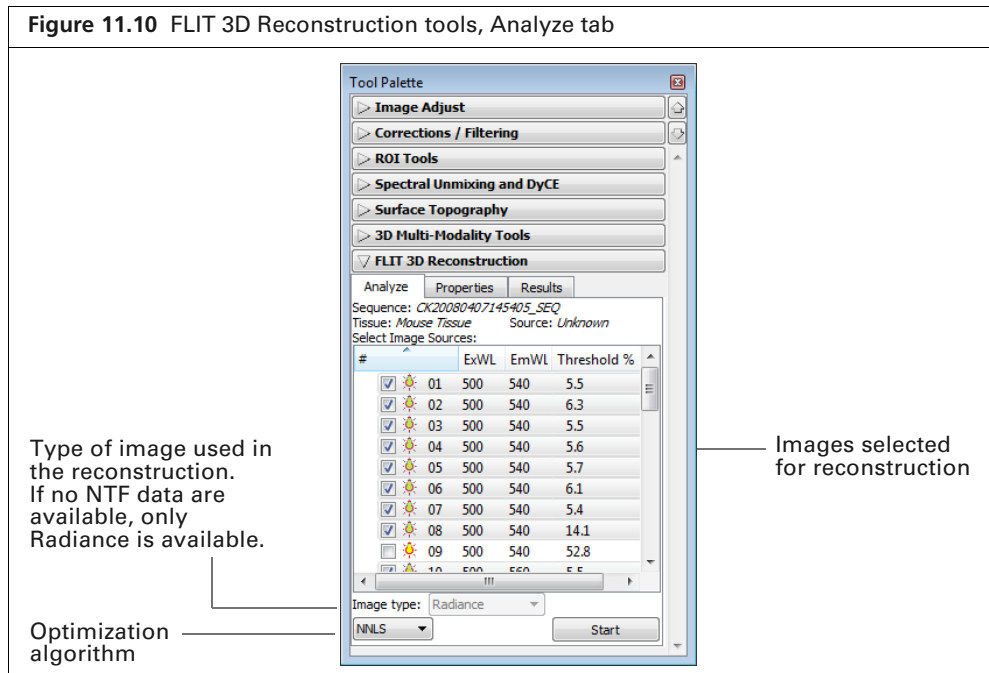 Figure 11.10 FLIT 3D Reconstruction tools, Analyze tab
Tool Palette
Image Adjust
Corrections / Filtering
ROI Tools
Spectral Unmixing and DyCE
Surface Topography
3D Multi-Modality Tools
FLIT 3D Reconstruction
Analyze Properties Results
Sequence: CK20080407145405_SEQ
Tissue: Mouse Tissue Source: Unknown
Select Image Sources:
# ExWL EmWL Threshold %
01 500 540 5.5
02 500 540 6.3
03 500 540 5.5
04 500 540 5.6
05 500 540 5.7
06 500 540 6.1
07 500 540 5.4
08 500 540 14.1
09 500 540 52.8
10 500 560 5.5
Image type: Radiance
NNLS Start
Type of image used in
the reconstruction.
If no NTF data are
available, only
Radiance is available.
Optimization
algorithm
Images selected
for reconstruction